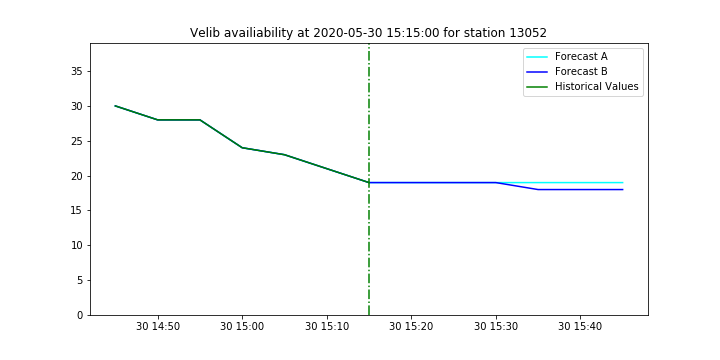 Velib availiability at 2020-05-30 15:15:00 for station 13052
Forecast A
Forecast B
Historical Values
35
30
25
20
15
10
5
0
30 14:50 30 15:00 30 15:10 30 15:20 30 15:30 30 15:40